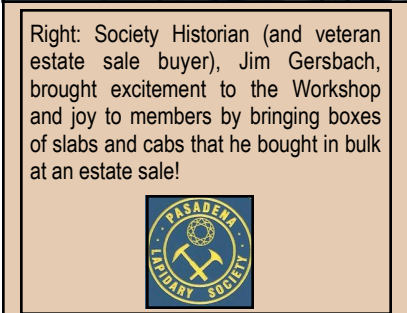 Right: Society Historian (and veteran
estate sale buyer), Jim Gersbach,
brought excitement to the Workshop
and joy to members by bringing boxes
of slabs and cabs that he bought in bulk
at an estate sale!
PASADENA
LAPIDARY SOCIETY